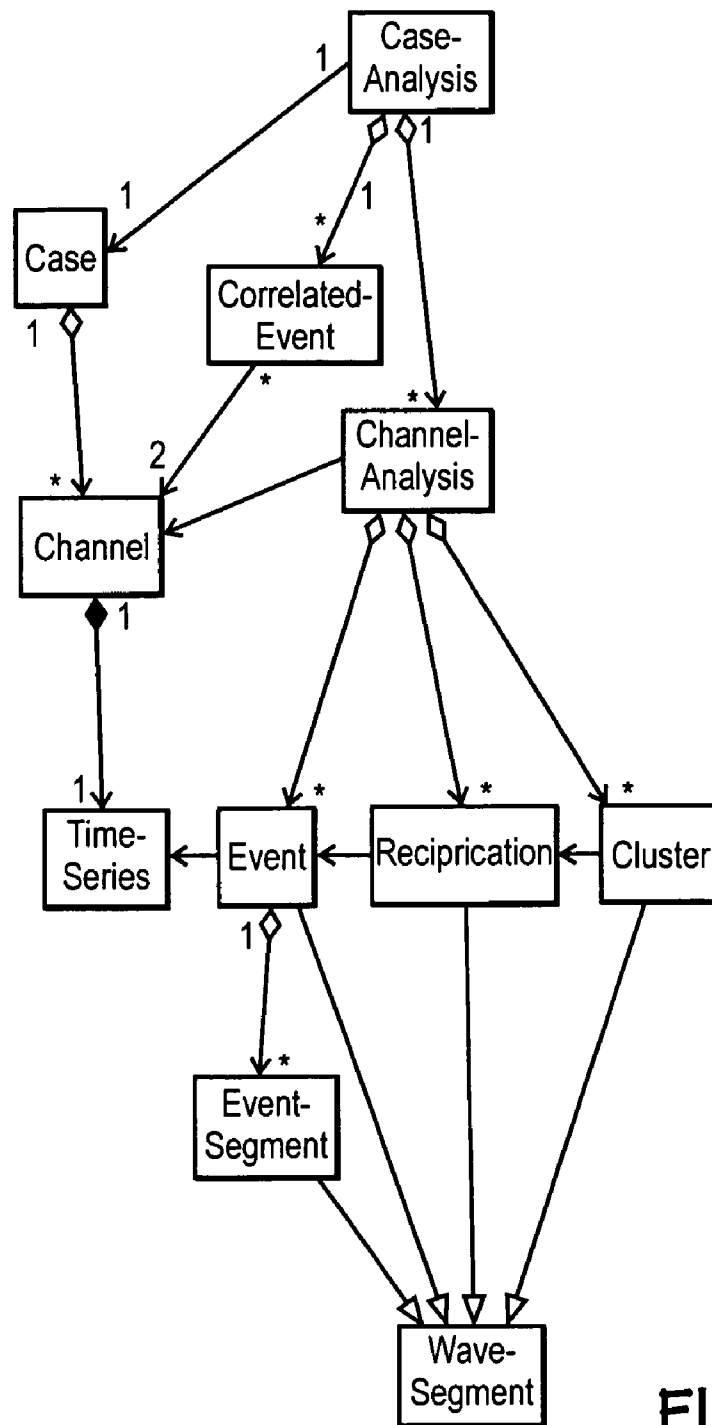 Case-
Analysis
1
1
1
1
*
Case
Correlated-
Event
1
*
*
Channel-
Analysis
2
*
Channel
1
1
*
*
*
Time-
Series
Event
Reciprication
Cluster
1
*
Event-
Segment
Wave-
Segment
FI